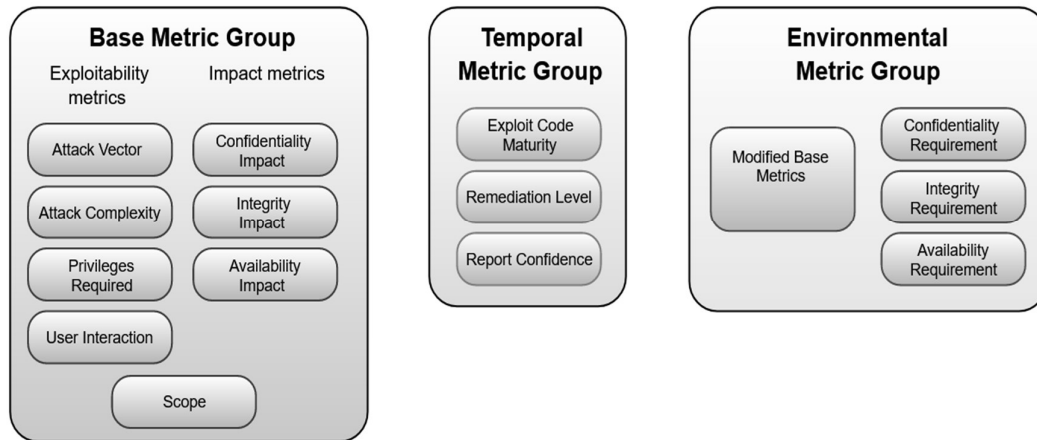 Base Metric Group
Exploitability
metrics
Impact metrics
Attack Vector
Attack Complexity
Privileges
Required
User Interaction
Confidentiality
Impact
Integrity
Impact
Availability
Impact
Scope
Temporal
Metric Group
Exploit Code
Maturity
Remediation Level
Report Confidence
Environmental
Metric Group
Modified Base
Metrics
Confidentiality
Requirement
Integrity
Requirement
Availability
Requirement